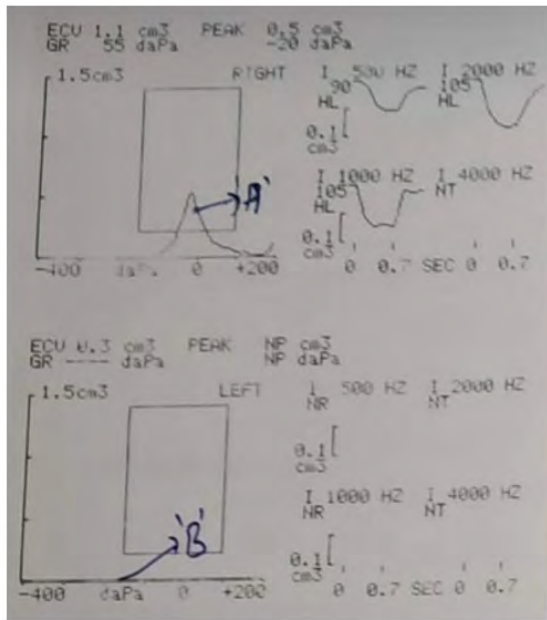 ECV 1.1 cm3 PEAK 0.5 cm3
GR 55 daPa -20 daPa
1.5cm3 RIGHT
I 500 HZ I 2000 HZ
90 105
HL HL
0.1
cm3
'A'
I 1000 HZ I 4000 HZ
105 NT
HL
0.1
cm3
-400 daPa 0 +200
0 0.7 SEC 0 0.7
ECV 0.3 cm3 PEAK NP cm3
GR ---- daPa NP daPa
1.5cm3 LEFT
I 500 HZ I 2000 HZ
NR NT
0.1
cm3
'B'
I 1000 HZ I 4000 HZ
NR NT
0.1
cm3
-400 daPa 0 +200
0 0.7 SEC 0 0.7